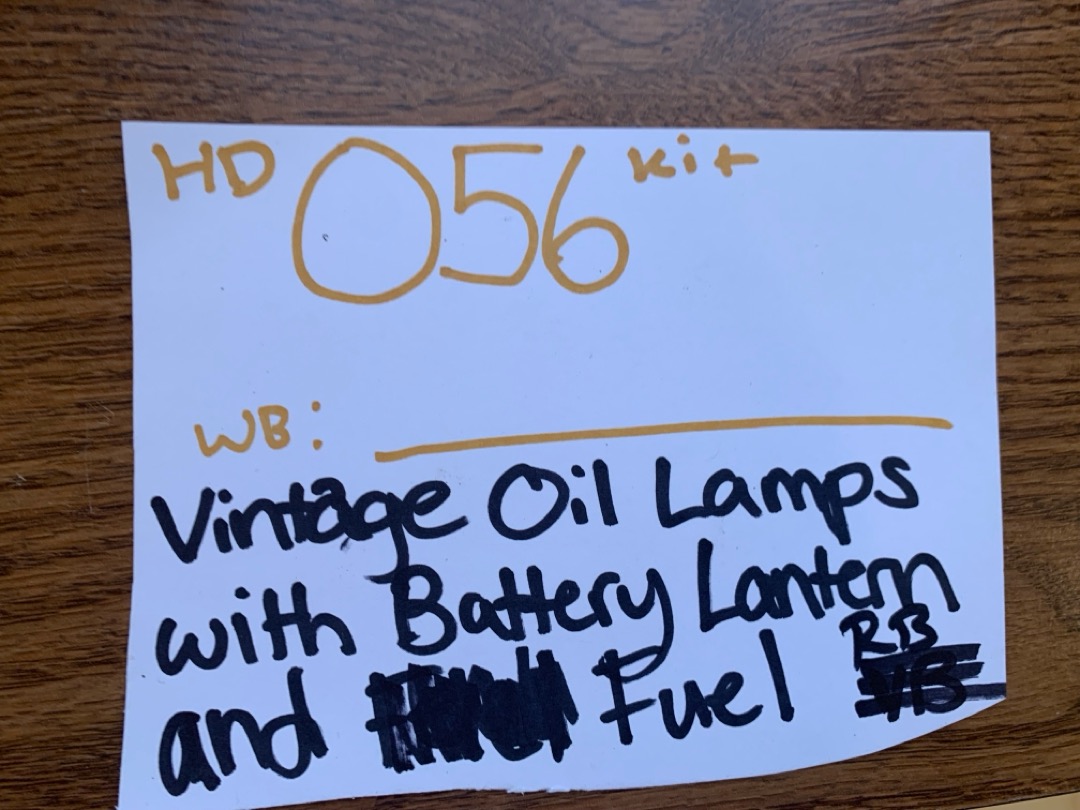 HD 056 Kit
WB:
Vintage Oil Lamps
with Battery Lantern
and Fuel RB